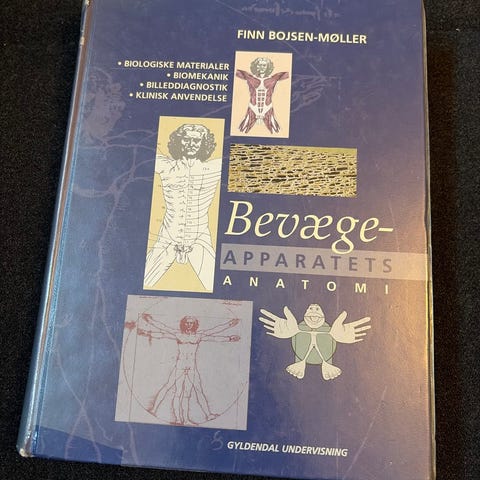 FINN BOJSEN-MØLLER
• BIOLOGISKE MATERIALER
• BIOMEKANIK
• BILLEDDIAGNOSTIK
• KLINISK ANVENDELSE
Bevæge-
APPARATETS
ANATOMI
GYLDENDAL UNDERVISNING